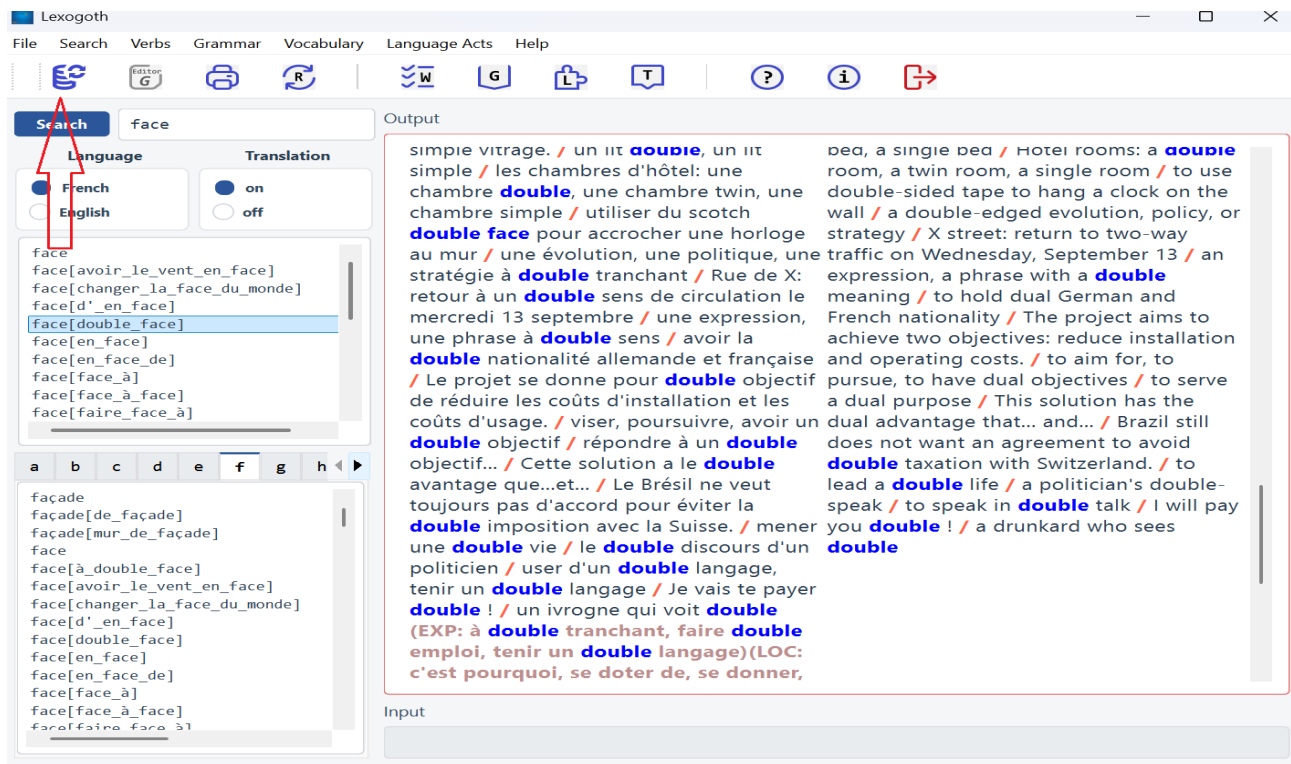 Lexogoth
File Search Verbs Grammar Vocabulary Language Acts Help
Editor G R W G L T ? i
Search face
Language Translation
French on
English off
face
face[avoir_le_vent_en_face]
face[changer_la_face_du_monde]
face[d'_en_face]
face[double_face]
face[en_face]
face[en_face_de]
face[face_à]
face[face_à_face]
face[faire_face_à]
a b c d e f g h
façade
façade[de_façade]
façade[mur_de_façade]
face
face[à_double_face]
face[avoir_le_vent_en_face]
face[changer_la_face_du_monde]
face[d'_en_face]
face[double_face]
face[en_face]
face[en_face_de]
face[face_à]
face[face_à_face]
face[faire_face_à]
Output
simple vitrage. / un lit double, un lit
simple / les chambres d'hôtel: une
chambre double, une chambre twin, une
chambre simple / utiliser du scotch
double face pour accrocher une horloge
au mur / une évolution, une politique, une
stratégie à double tranchant / Rue de X:
retour à un double sens de circulation le
mercredi 13 septembre / une expression,
une phrase à double sens / avoir la
double nationalité allemande et française
/ Le projet se donne pour double objectif
de réduire les coûts d'installation et les
coûts d'usage. / viser, poursuivre, avoir un
double objectif / répondre à un double
objectif... / Cette solution a le double
avantage que...et... / Le Brésil ne veut
toujours pas d'accord pour éviter la
double imposition avec la Suisse. / mener
une double vie / le double discours d'un
politicien / user d'un double langage,
tenir un double langage / Je vais te payer
double ! / un ivrogne qui voit double
(EXP: à double tranchant, faire double
emploi, tenir un double langage)(LOC:
c'est pourquoi, se doter de, se donner,
bed, a single bed / Hotel rooms: a double
room, a twin room, a single room / to use
double-sided tape to hang a clock on the
wall / a double-edged evolution, policy, or
strategy / X street: return to two-way
traffic on Wednesday, September 13 / an
expression, a phrase with a double
meaning / to hold dual German and
French nationality / The project aims to
achieve two objectives: reduce installation
and operating costs. / to aim for, to
pursue, to have dual objectives / to serve
a dual purpose / This solution has the
dual advantage that... and... / Brazil still
does not want an agreement to avoid
double taxation with Switzerland. / to
lead a double life / a politician's double-
speak / to speak in double talk / I will pay
you double ! / a drunkard who sees
double
Input